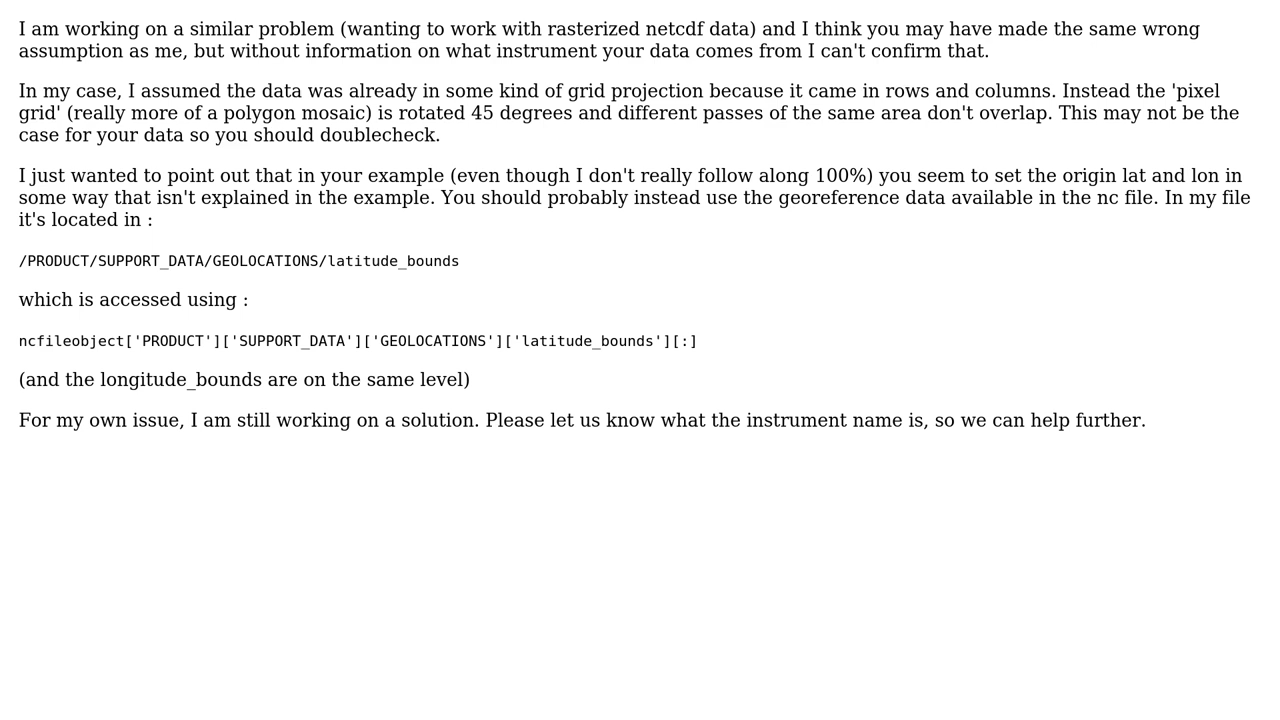 I am working on a similar problem (wanting to work with rasterized netcdf data) and I think you may have made the same wrong
assumption as me, but without information on what instrument your data comes from I can't confirm that.
In my case, I assumed the data was already in some kind of grid projection because it came in rows and columns. Instead the 'pixel
grid' (really more of a polygon mosaic) is rotated 45 degrees and different passes of the same area don't overlap. This may not be the
case for your data so you should doublecheck.
I just wanted to point out that in your example (even though I don't really follow along 100%) you seem to set the origin lat and lon in
some way that isn't explained in the example. You should probably instead use the georeference data available in the nc file. In my file
it's located in :
/PRODUCT/SUPPORT_DATA/GEOLOCATIONS/latitude_bounds
which is accessed using :
ncfileobject['PRODUCT']['SUPPORT_DATA']['GEOLOCATIONS']['latitude_bounds'][:]
(and the longitude_bounds are on the same level)
For my own issue, I am still working on a solution. Please let us know what the instrument name is, so we can help further.